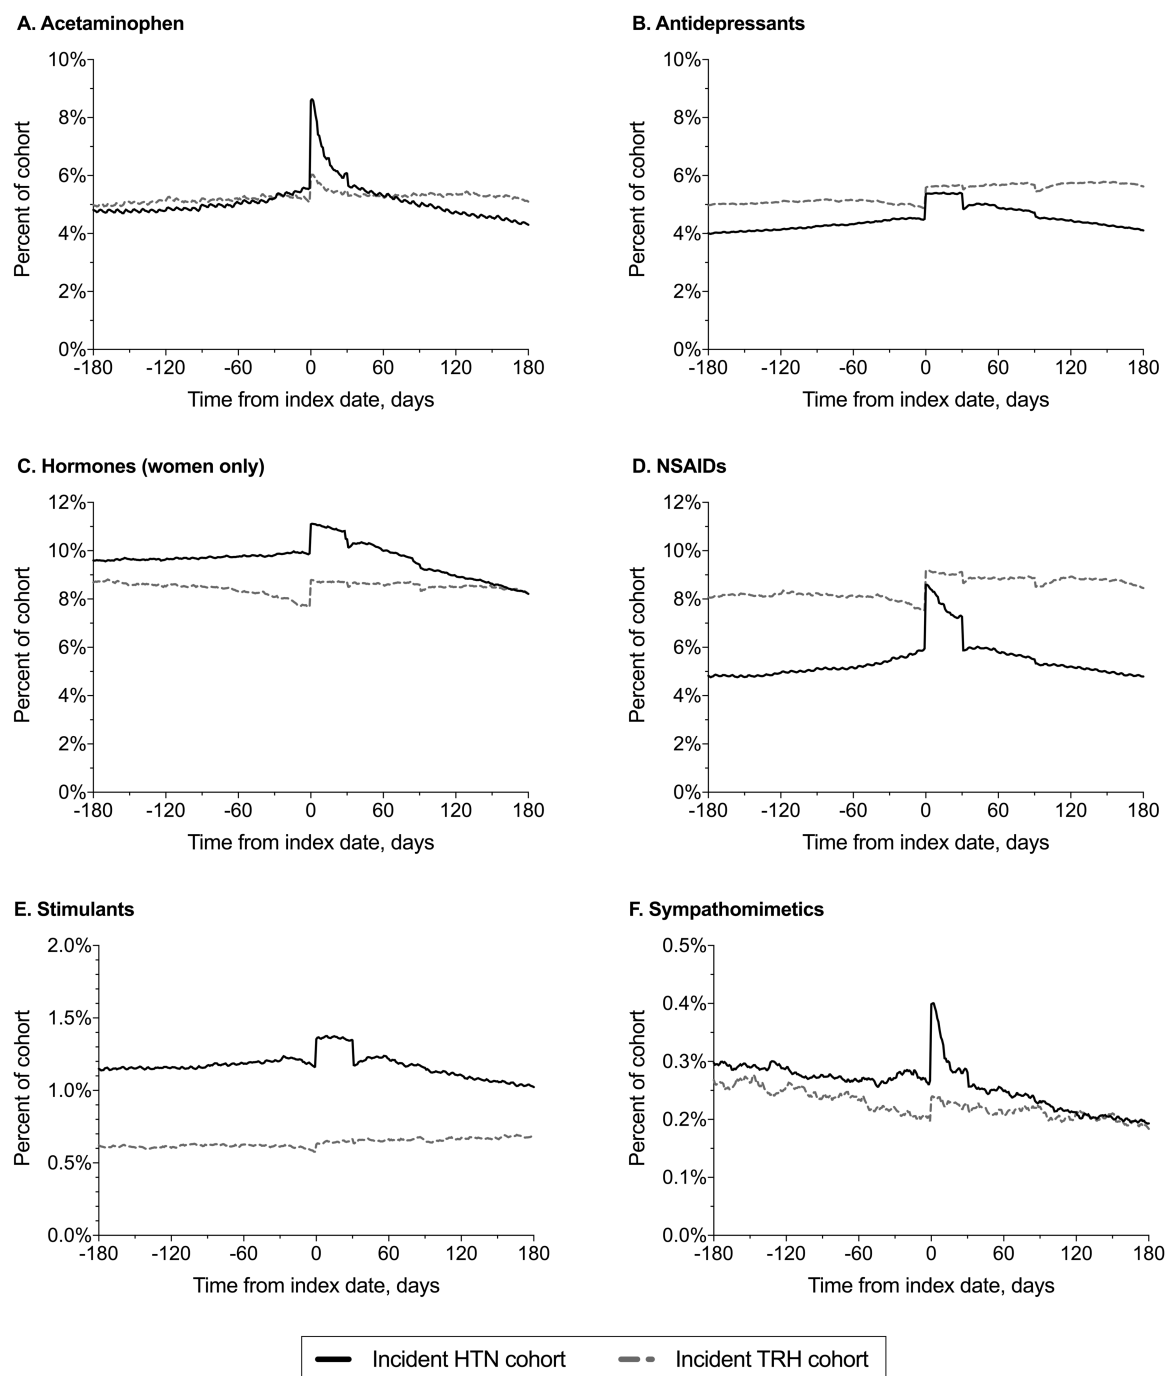 A. Acetaminophen
10%
8%
6%
4%
2%
0%
Percent of cohort
-180 -120 -60 0 60 120 180
Time from index date, days
B. Antidepressants
10%
8%
6%
4%
2%
0%
Percent of cohort
-180 -120 -60 0 60 120 180
Time from index date, days
C. Hormones (women only)
12%
10%
8%
6%
4%
2%
0%
Percent of cohort
-180 -120 -60 0 60 120 180
Time from index date, days
D. NSAIDs
12%
10%
8%
6%
4%
2%
0%
Percent of cohort
-180 -120 -60 0 60 120 180
Time from index date, days
E. Stimulants
2.0%
1.5%
1.0%
0.5%
0.0%
Percent of cohort
-180 -120 -60 0 60 120 180
Time from index date, days
F. Sympathomimetics
0.5%
0.4%
0.3%
0.2%
0.1%
0.0%
Percent of cohort
-180 -120 -60 0 60 120 180
Time from index date, days
Incident HTN cohort Incident TRH cohort